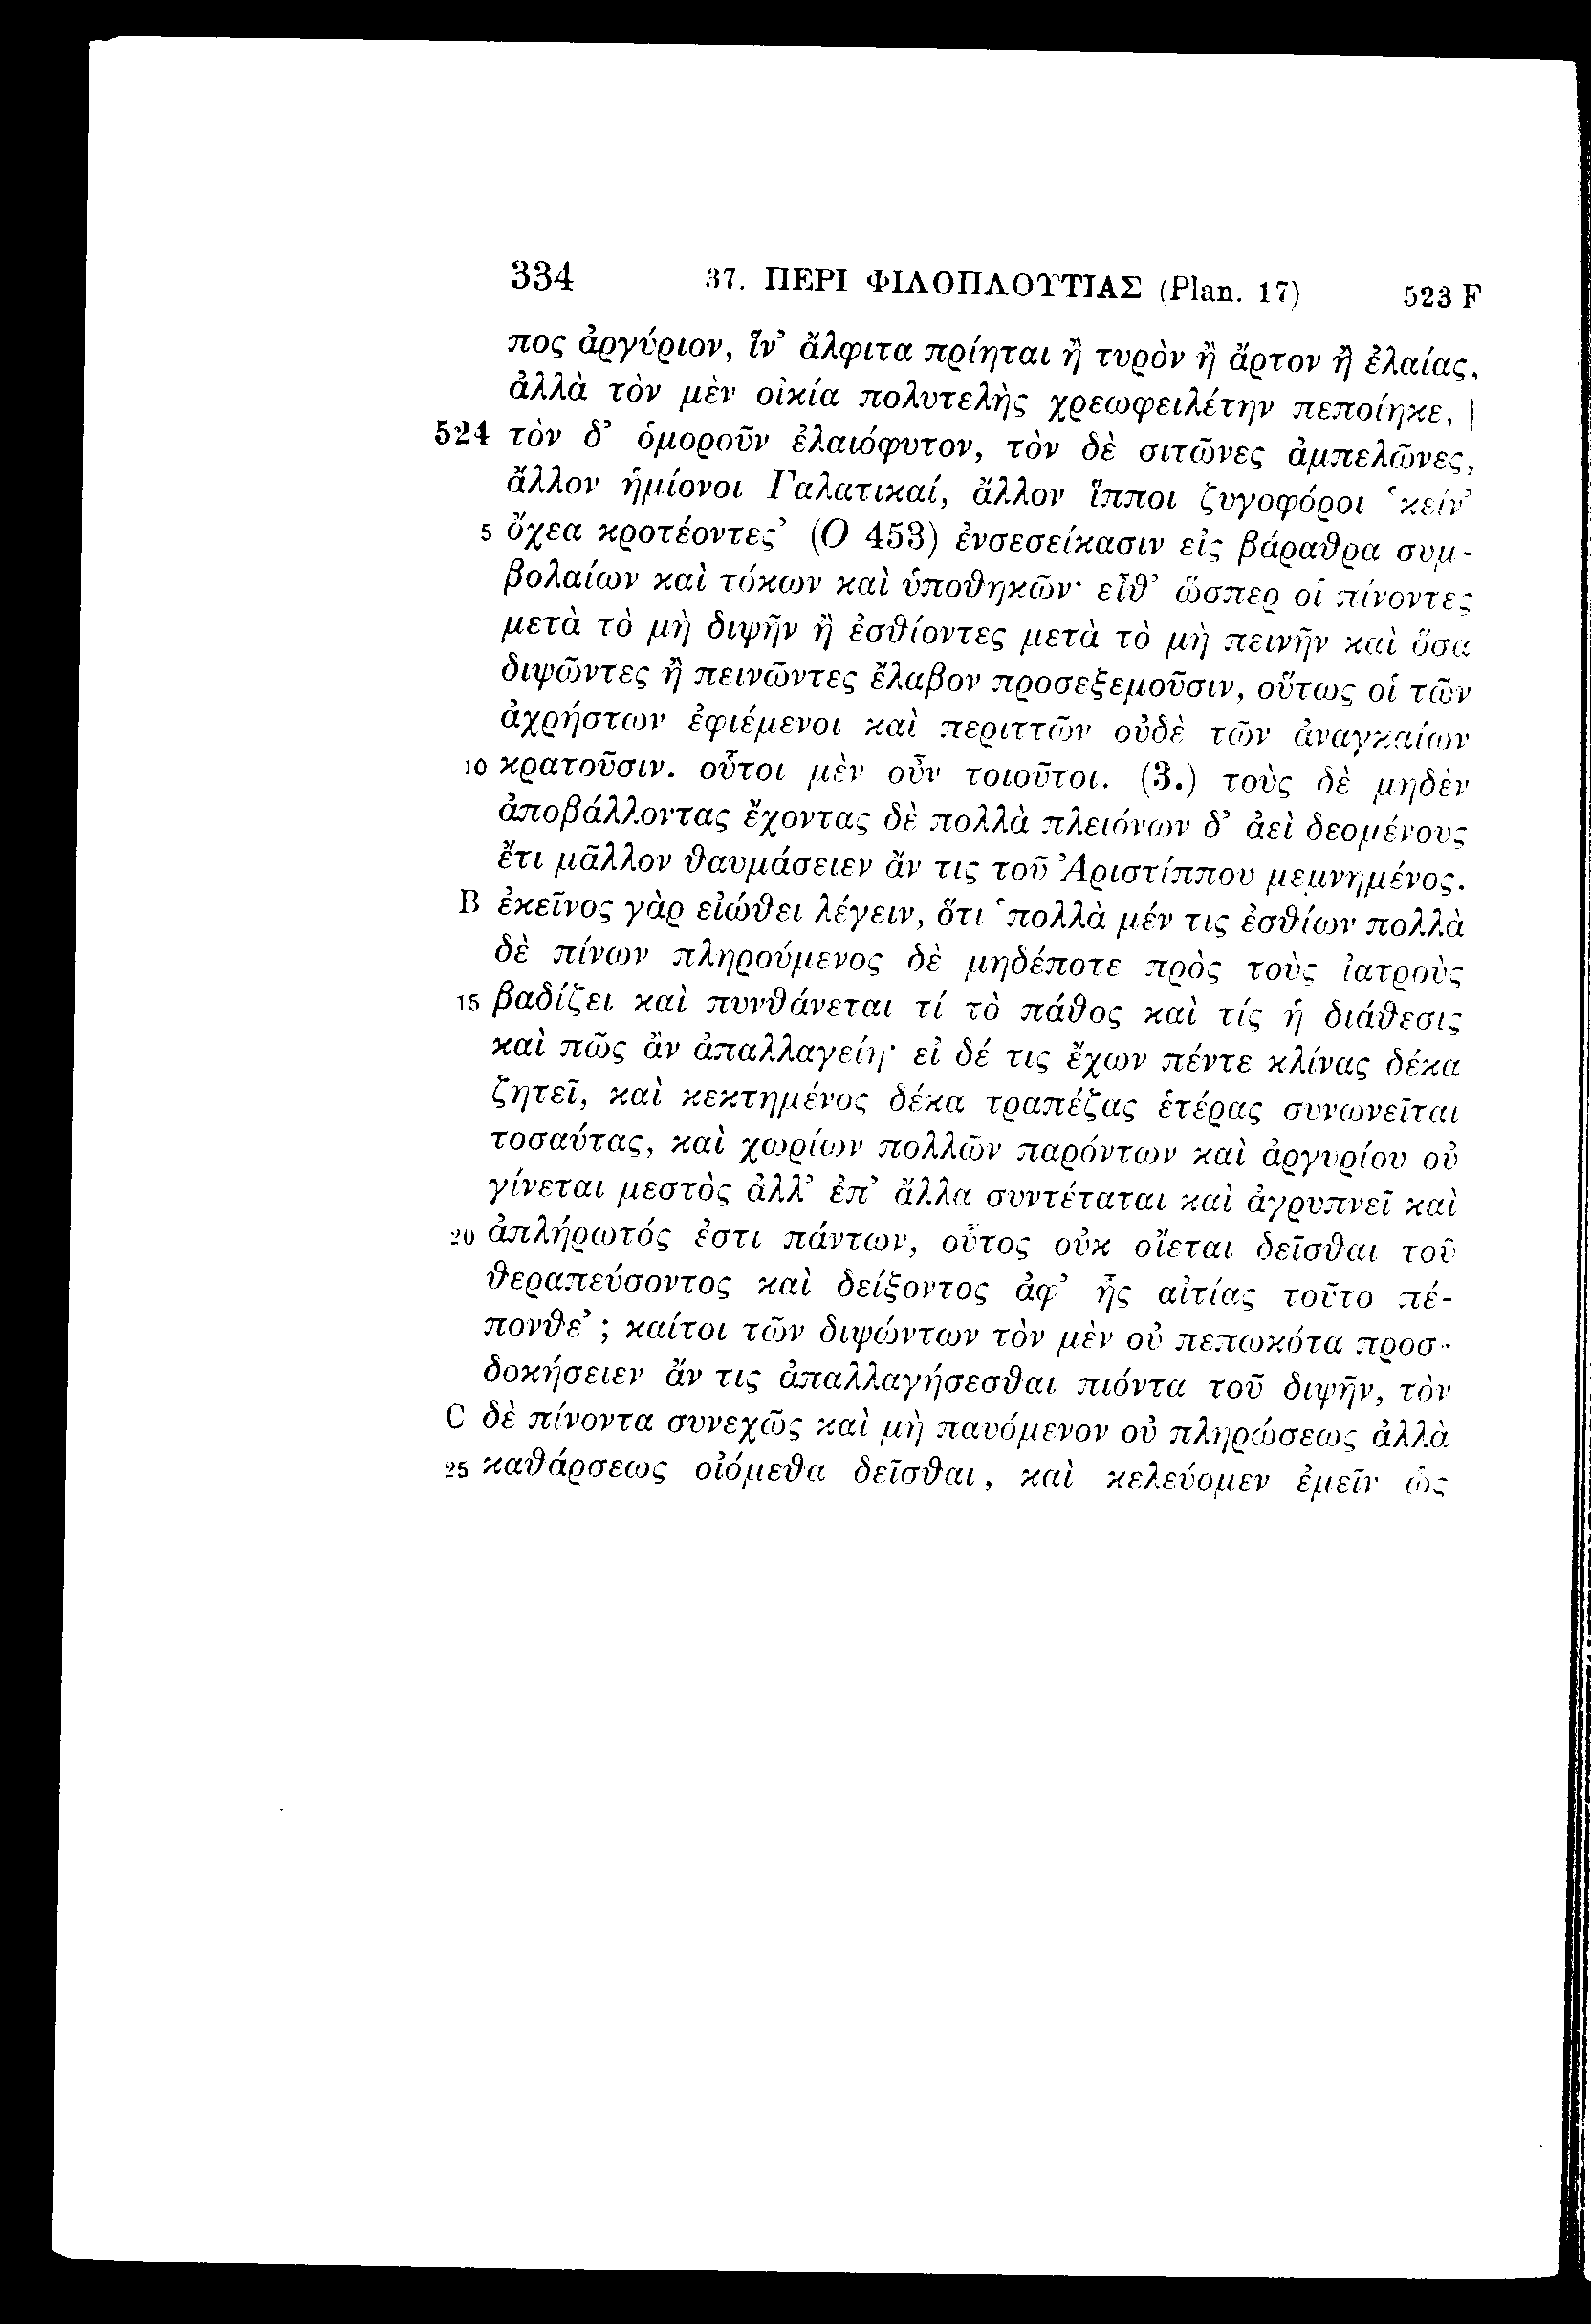 334 37. ΠΕΡΙ ΦΙΛΟΠΛΟΥΤΙΑΣ (Plan. 17) 523 F
πος ἀργύριον, ἵν’ ἄλφιτα πρίηται ἢ τυρὸν ἢ ἄρτον ἢ ἐλαίας,
ἀλλὰ τὸν μὲν οἰκία πολυτελὴς χρεωφειλέτην πεποίηκε, |
524 τὸν δ’ ὁμοροῦν ἐλαιόφυτον, τὸν δὲ σιτῶνες ἀμπελῶνες,
ἄλλον ἡμίονοι Γαλατικαί, ἄλλον ἵπποι ζυγοφόροι ‘κείν’
5 ὄχεα κροτέοντες’ (Ο 453) ἐνσεσείκασιν εἰς βάραθρα συμ-
βολαίων καὶ τόκων καὶ ὑποθηκῶν· εἶθ’ ὥσπερ οἱ πίνοντες
μετὰ τὸ μὴ διψῆν ἢ ἐσθίοντες μετὰ τὸ μὴ πεινῆν καὶ ὅσα
διψῶντες ἢ πεινῶντες ἔλαβον προσεξεμοῦσιν, οὕτως οἱ τῶν
ἀχρήστων ἐφιέμενοι καὶ περιττῶν οὐδὲ τῶν ἀναγκαίων
10 κρατοῦσιν. οὗτοι μὲν οὖν τοιοῦτοι. (3.) τοὺς δὲ μηδὲν
ἀποβάλλοντας ἔχοντας δὲ πολλὰ πλειόνων δ’ ἀεὶ δεομένους
ἔτι μᾶλλον θαυμάσειεν ἄν τις τοῦ Ἀριστίππου μεμνημένος.
B ἐκεῖνος γὰρ εἰώθει λέγειν, ὅτι ‘πολλὰ μέν τις ἐσθίων πολλὰ
δὲ πίνων πληρούμενος δὲ μηδέποτε πρὸς τοὺς ἰατροὺς
15 βαδίζει καὶ πυνθάνεται τί τὸ πάθος καὶ τίς ἡ διάθεσις
καὶ πῶς ἂν ἀπαλλαγείη· εἰ δέ τις ἔχων πέντε κλίνας δέκα
ζητεῖ, καὶ κεκτημένος δέκα τραπέζας ἑτέρας συνωνεῖται
τοσαύτας, καὶ χωρίων πολλῶν παρόντων καὶ ἀργυρίου οὐ
γίνεται μεστὸς ἀλλ’ ἐπ’ ἄλλα συντέταται καὶ ἀγρυπνεῖ καὶ
20 ἀπλήρωτός ἐστι πάντων, οὗτος οὐκ οἴεται δεῖσθαι τοῦ
θεραπεύσοντος καὶ δείξοντος ἀφ’ ἧς αἰτίας τοῦτο πέ-
πονθε’ ; καίτοι τῶν διψώντων τὸν μὲν οὐ πεπωκότα προσ-
δοκήσειεν ἄν τις ἀπαλλαγήσεσθαι πιόντα τοῦ διψῆν, τὸν
C δὲ πίνοντα συνεχῶς καὶ μὴ παυόμενον οὐ πληρώσεως ἀλλὰ
25 καθάρσεως οἰόμεθα δεῖσθαι, καὶ κελεύομεν ἐμεῖν ὡς